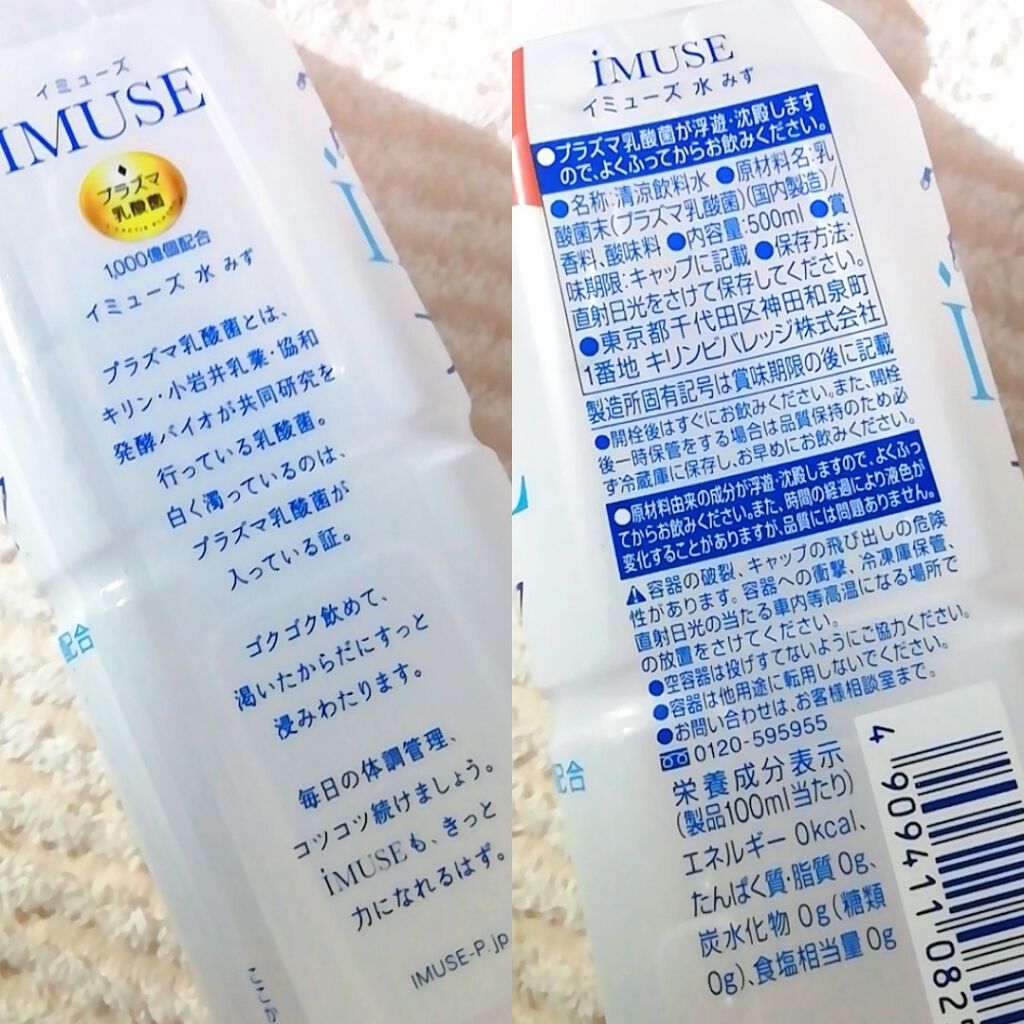 イミューズ
iMUSE
プラズマ
乳酸菌
1,000億個配合
イミューズ 水 みず
プラズマ乳酸菌とは、
キリン・小岩井乳業・協和
発酵バイオが共同研究を
行っている乳酸菌。
白く濁っているのは、
プラズマ乳酸菌が
入っている証。
ゴクゴク飲めて、
渇いたからだにすっと
浸みわたります。
毎日の体調管理、
コツコツ続けましょう。
iMUSEも、きっと
力になれるはず。
IMUSE-P.jp
配合
ここか
iMUSE
イミューズ 水 みず
●プラズマ乳酸菌が浮遊・沈殿します
ので、よくふってからお飲みください。
●名称:清涼飲料水 ●原材料名:乳
酸菌末(プラズマ乳酸菌)(国内製造)/
香料、酸味料 ●内容量:500ml ●賞
味期限:キャップに記載 ●保存方法:
直射日光をさけて保存してください。
●東京都千代田区神田和泉町
1番地 キリンビバレッジ株式会社
製造所固有記号は賞味期限の後に記載
●開栓後はすぐにお飲みください。また、開栓
後一時保管をする場合は品質保持のため必
ず冷蔵庫に保存し、お早めにお飲みください。
●原材料由来の成分が浮遊・沈殿しますので、よくふっ
てからお飲みください。また、時間の経過により液色が
変化することがありますが、品質には問題ありません。
⚠容器の破裂、キャップの飛び出しの危険
性があります。容器への衝撃、冷凍庫保管、
直射日光の当たる車内等高温になる場所で
の放置をさけてください。
●空容器は投げすてないようにご協力ください。
●容器は他用途に転用しないでください。
●お問い合わせは、お客様相談室まで。
0120-595955
栄養成分表示
(製品100ml当たり)
エネルギー 0kcal、
たんぱく質・脂質 0g、
炭水化物 0g(糖類
0g)、食塩相当量 0g
配合
4 909411 082